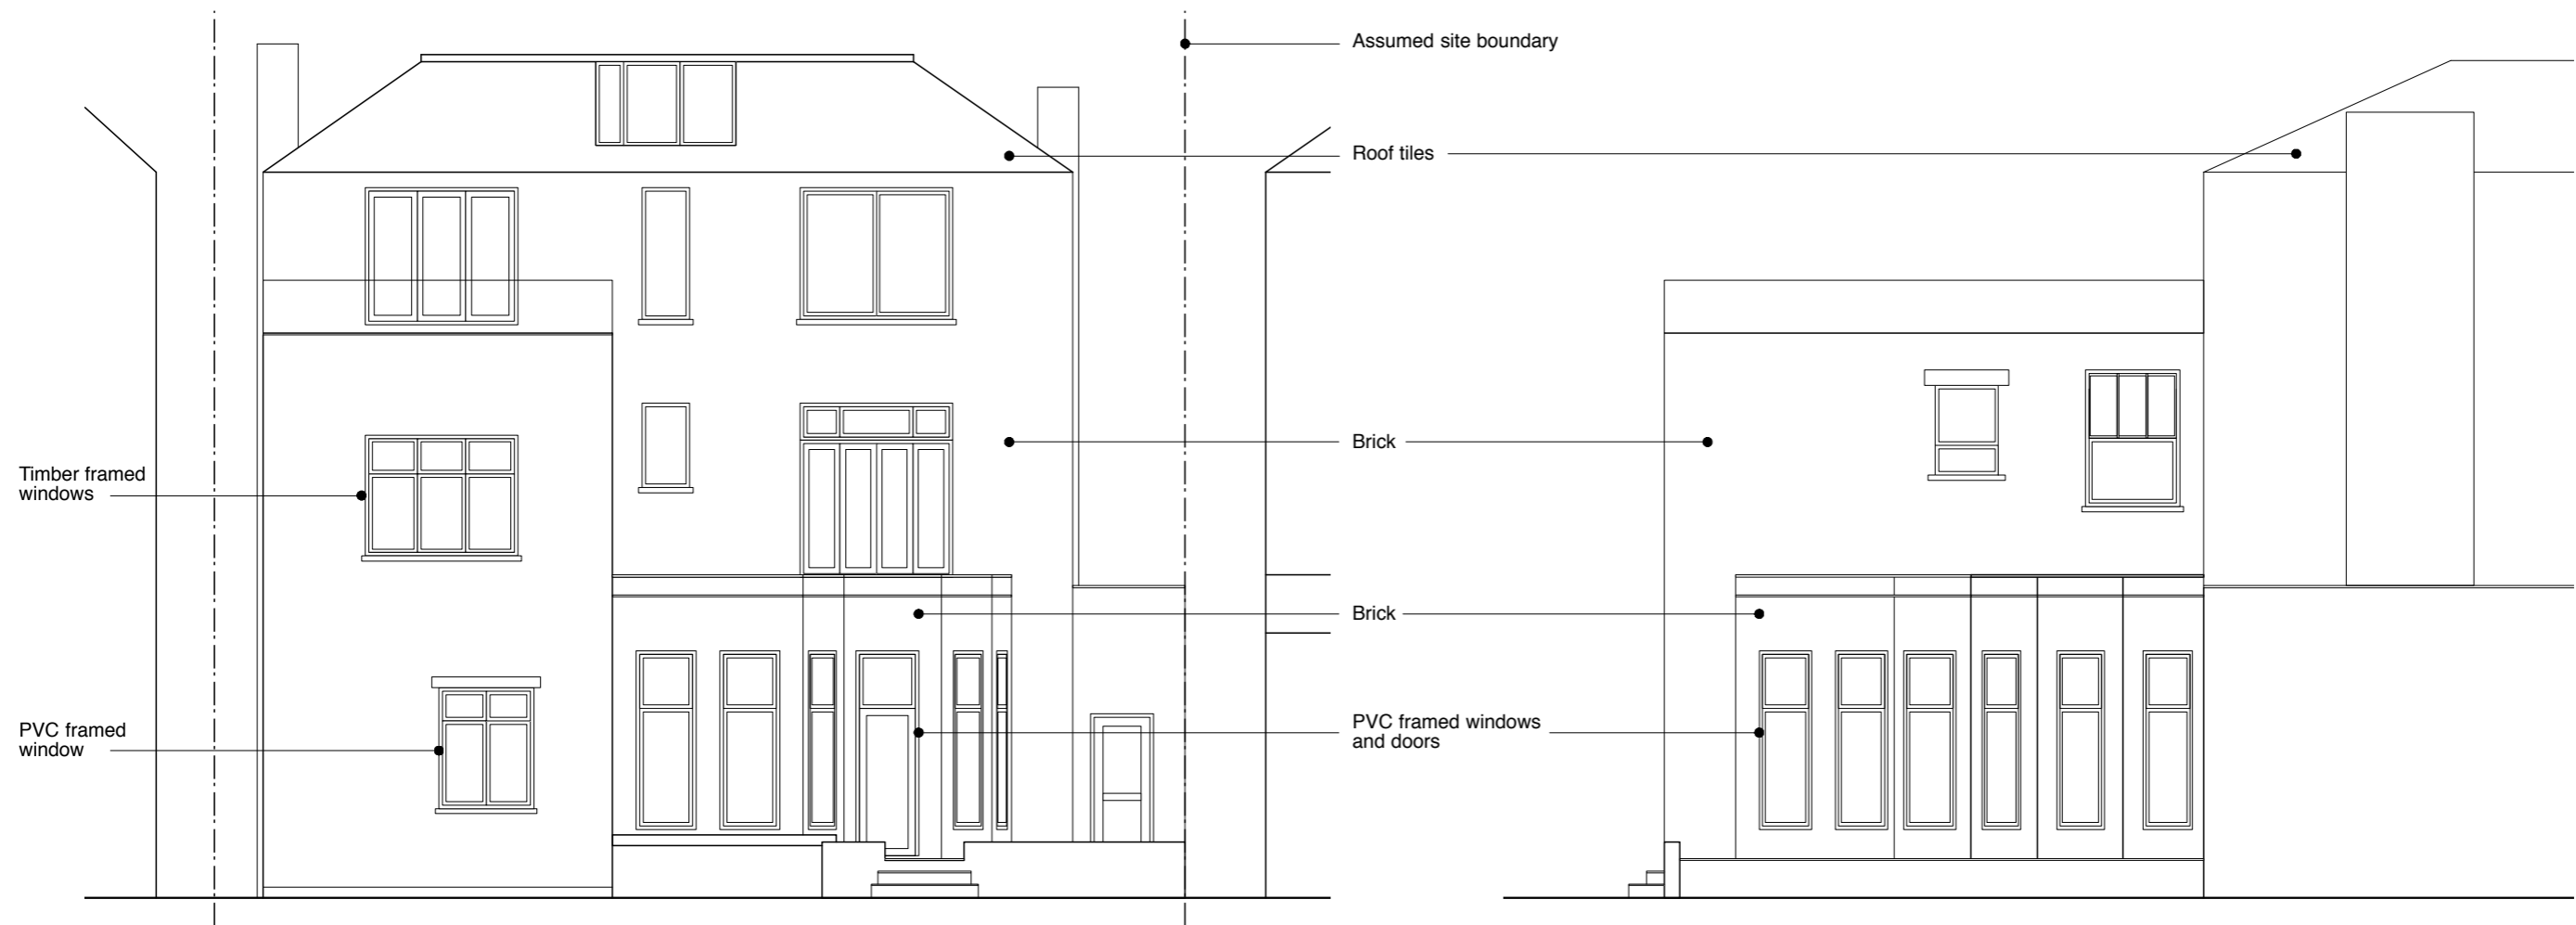 Assumed site boundary
Roof tiles
Brick
Timber framed
windows
Brick
PVC framed
window
PVC framed windows
and doors